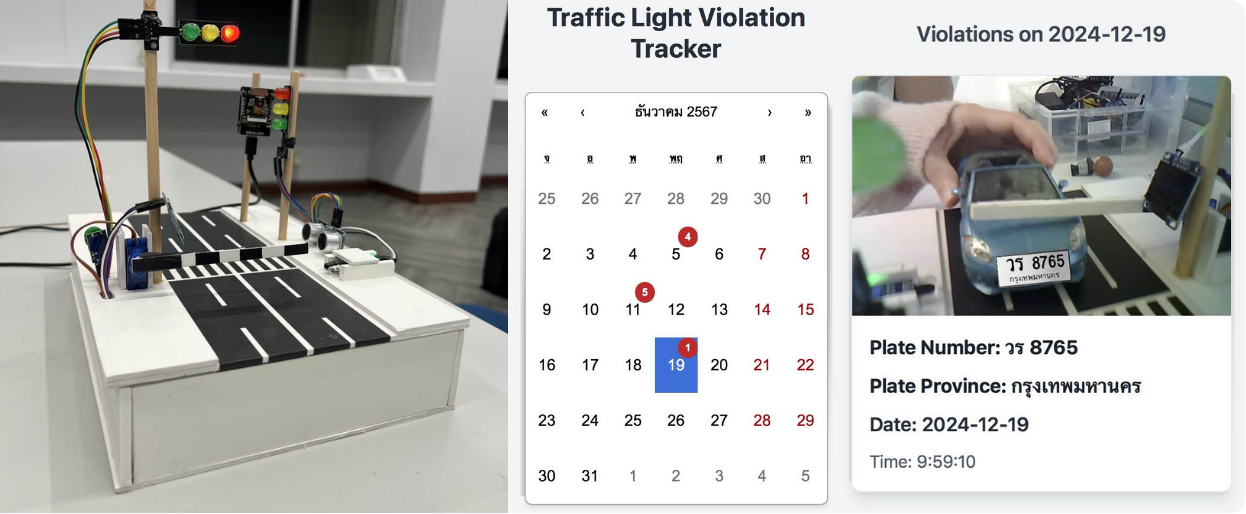 Traffic Light Violation
Tracker
« ‹ ธันวาคม 2567 › »
จ อ พ พฤ ศ ส อา
25 26 27 28 29 30 1
2 3 4 5 4 6 7 8
9 10 11 5 12 13 14 15
16 17 18 19 1 20 21 22
23 24 25 26 27 28 29
30 31 1 2 3 4 5
Violations on 2024-12-19
วร 8765
กรุงเทพมหานคร
Plate Number: วร 8765
Plate Province: กรุงเทพมหานคร
Date: 2024-12-19
Time: 9:59:10